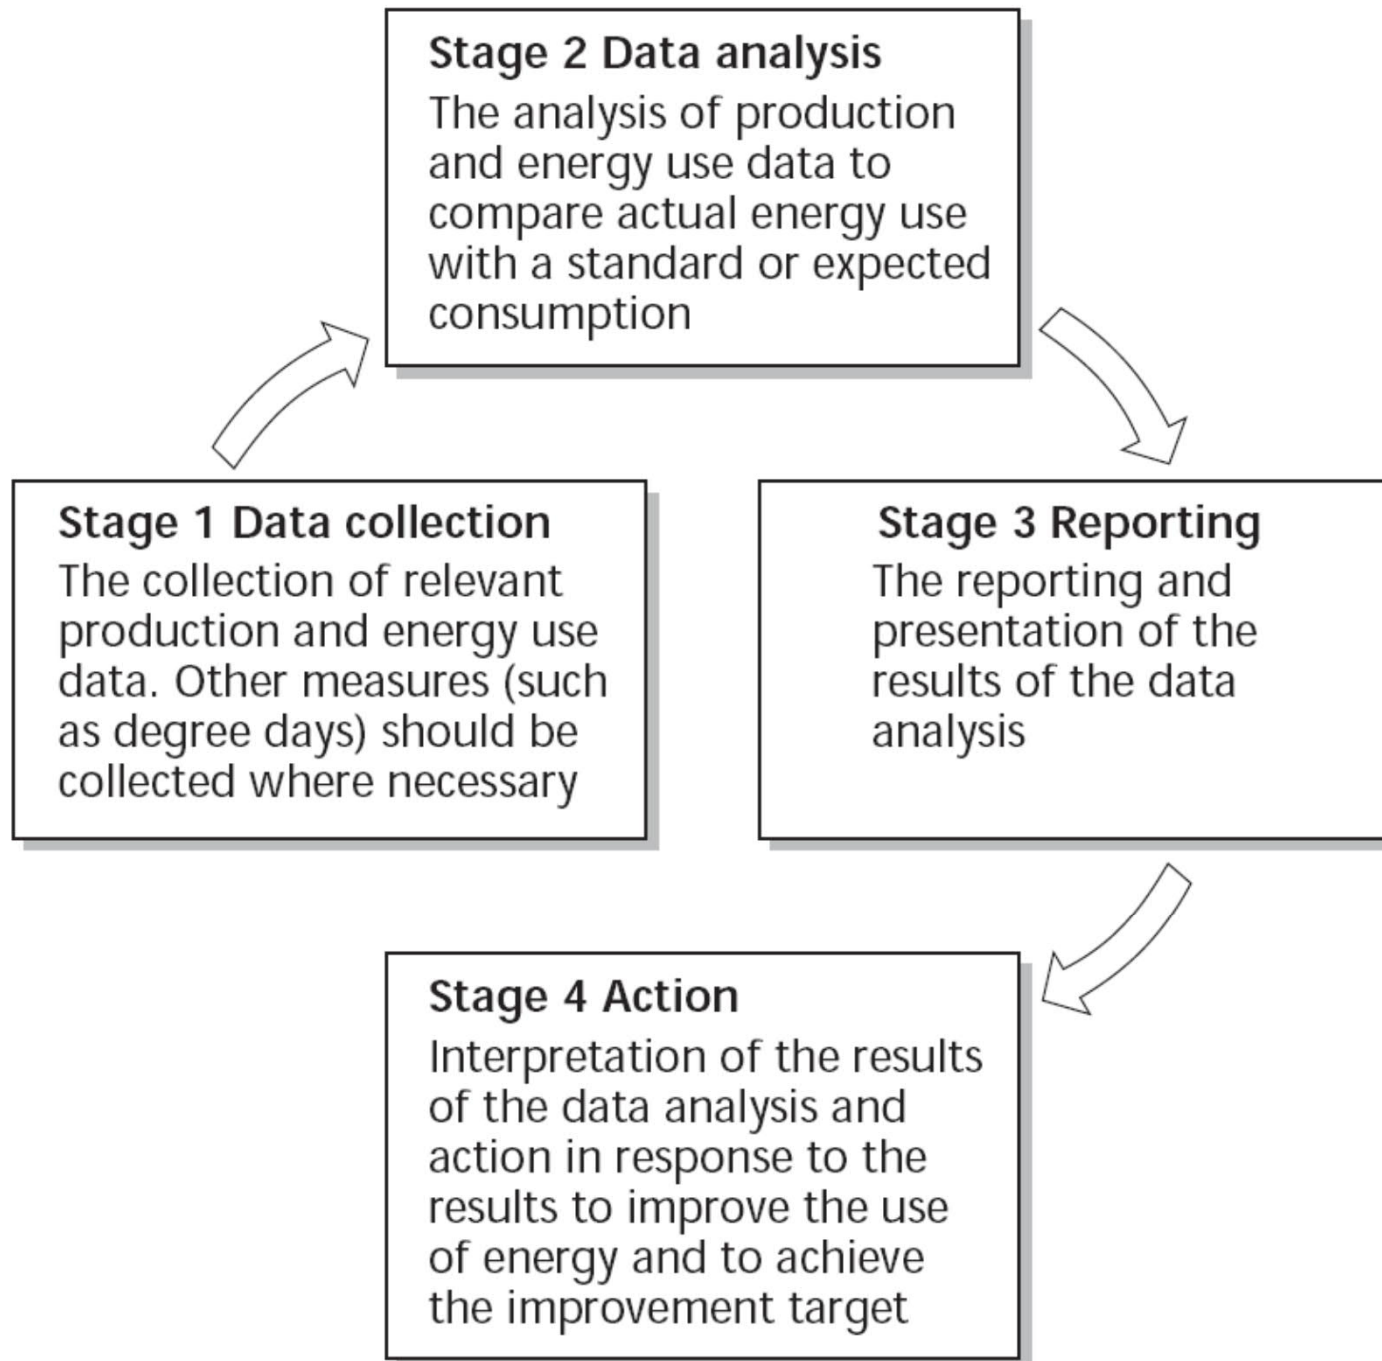 Stage 2 Data analysis
The analysis of production
and energy use data to
compare actual energy use
with a standard or expected
consumption
Stage 1 Data collection
The collection of relevant
production and energy use
data. Other measures (such
as degree days) should be
collected where necessary
Stage 3 Reporting
The reporting and
presentation of the
results of the data
analysis
Stage 4 Action
Interpretation of the results
of the data analysis and
action in response to the
results to improve the use
of energy and to achieve
the improvement target